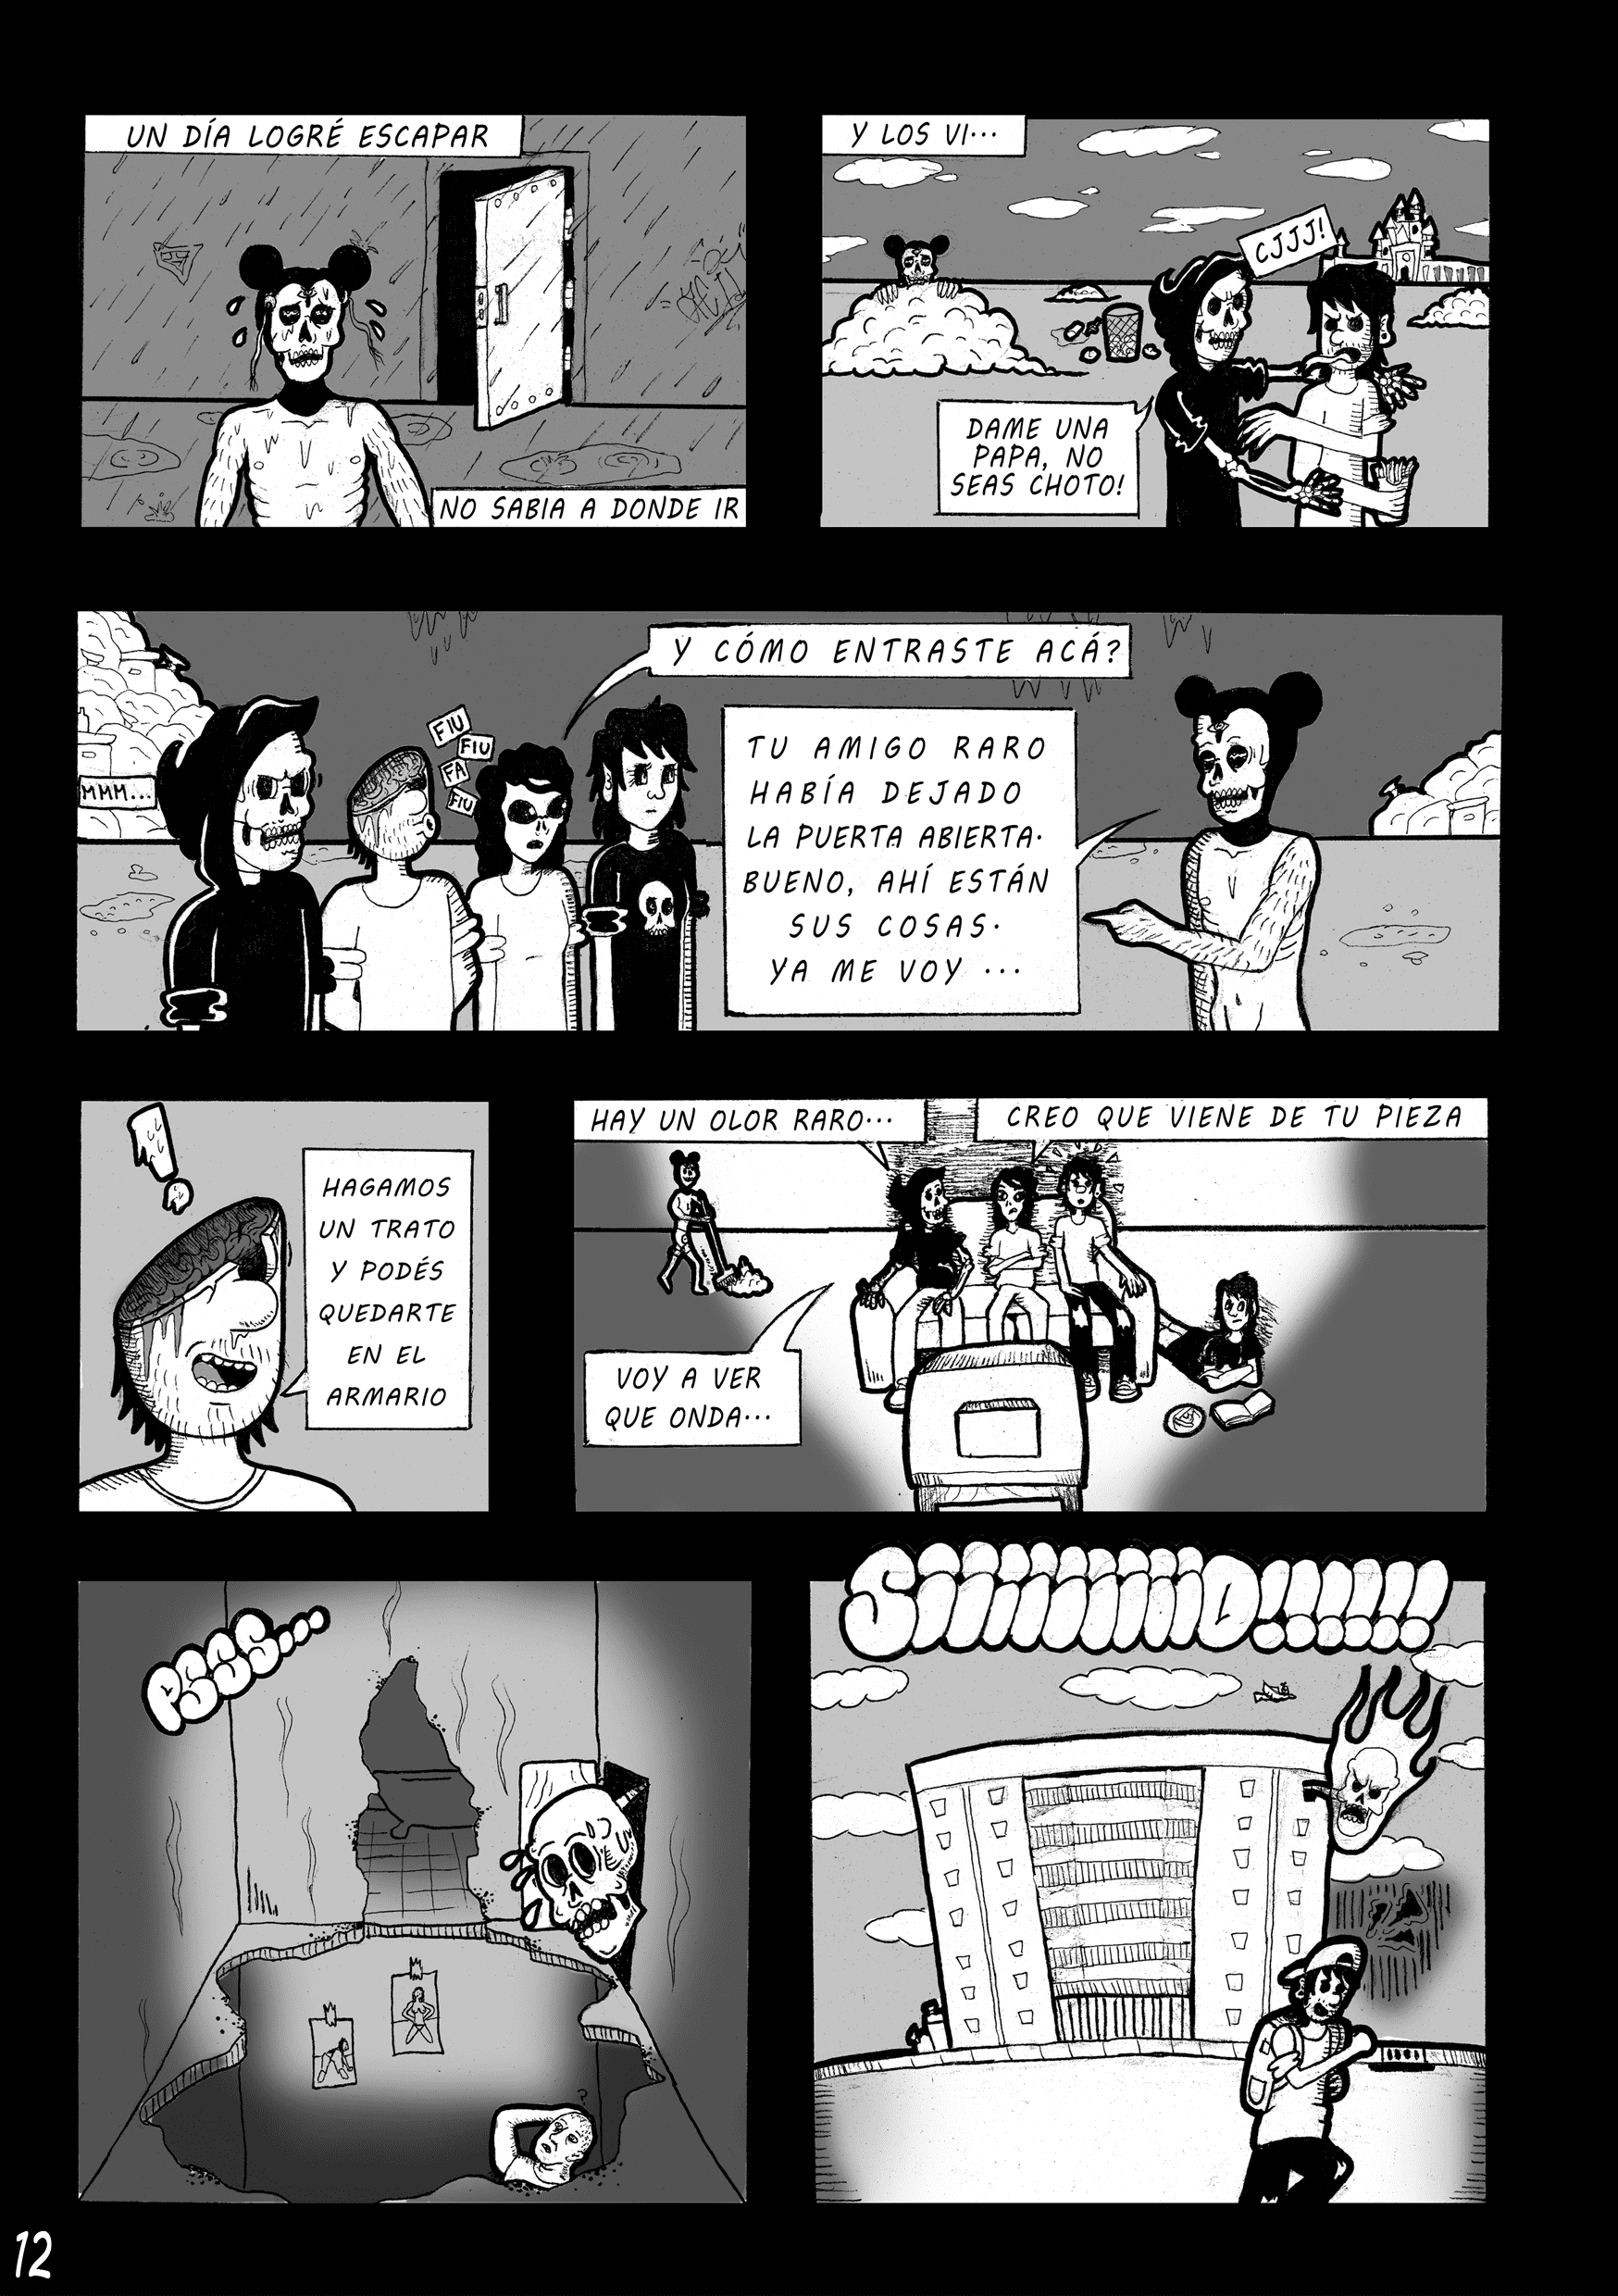 UN DÍA LOGRÉ ESCAPAR
NO SABIA A DONDE IR
Y LOS VI...
CJJJ!
DAME UNA
PAPA, NO
SEAS CHOTO!
Y CÓMO ENTRASTE ACÁ?
MMM...
FIU
FIU
FA
FIU
TU AMIGO RARO
HABÍA DEJADO
LA PUERTA ABIERTA.
BUENO, AHÍ ESTÁN
SUS COSAS.
YA ME VOY ...
!
HAGAMOS
UN TRATO
Y PODÉS
QUEDARTE
EN EL
ARMARIO
HAY UN OLOR RARO...
CREO QUE VIENE DE TU PIEZA
VOY A VER
QUE ONDA...
PSSS...
?
12